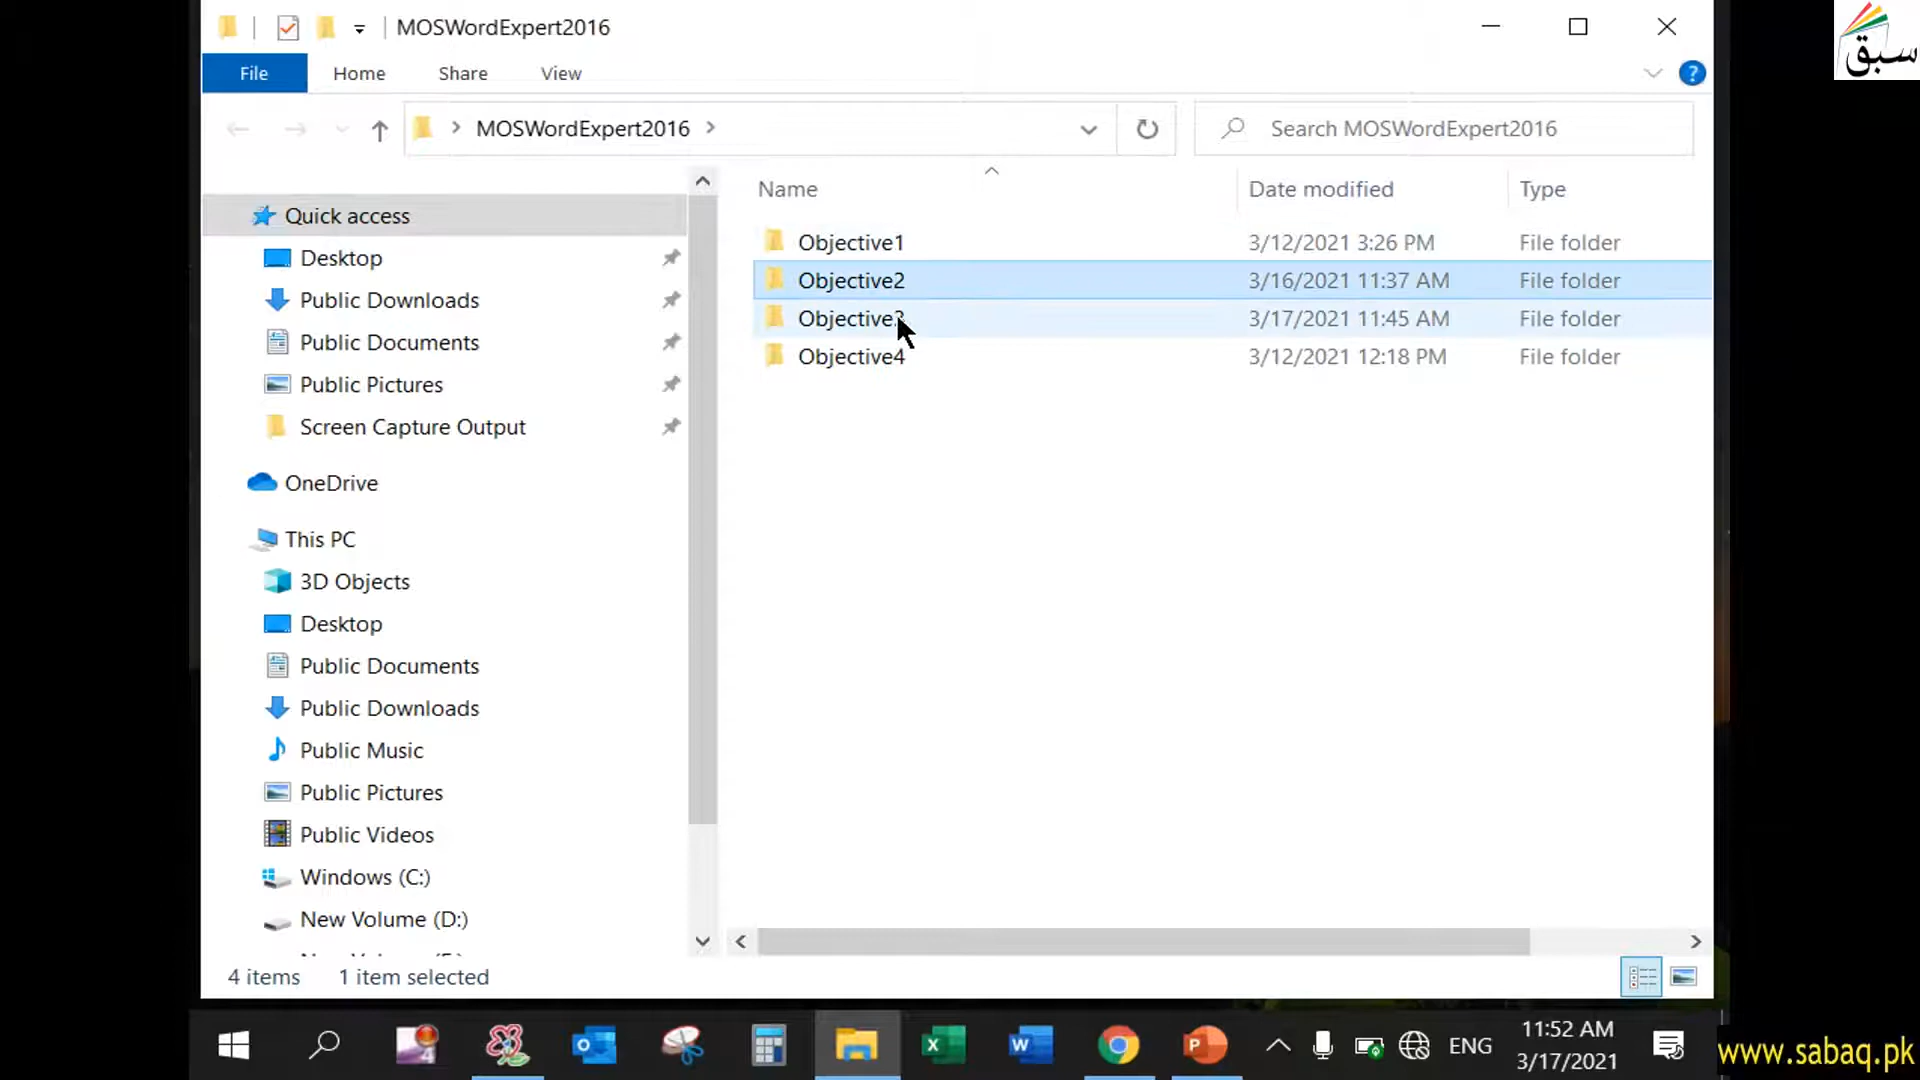 MOSWordExpert2016
سبق
File Home Share View
?
MOSWordExpert2016
Search MOSWordExpert2016
Name Date modified Type
Quick access
Desktop
Public Downloads
Public Documents
Public Pictures
Screen Capture Output
OneDrive
This PC
3D Objects
Desktop
Public Documents
Public Downloads
Public Music
Public Pictures
Public Videos
Windows (C:)
New Volume (D:)
Objective1 3/12/2021 3:26 PM File folder
Objective2 3/16/2021 11:37 AM File folder
Objective3 3/17/2021 11:45 AM File folder
Objective4 3/12/2021 12:18 PM File folder
4 items 1 item selected
ENG
11:52 AM
3/17/2021
www.sabaq.pk